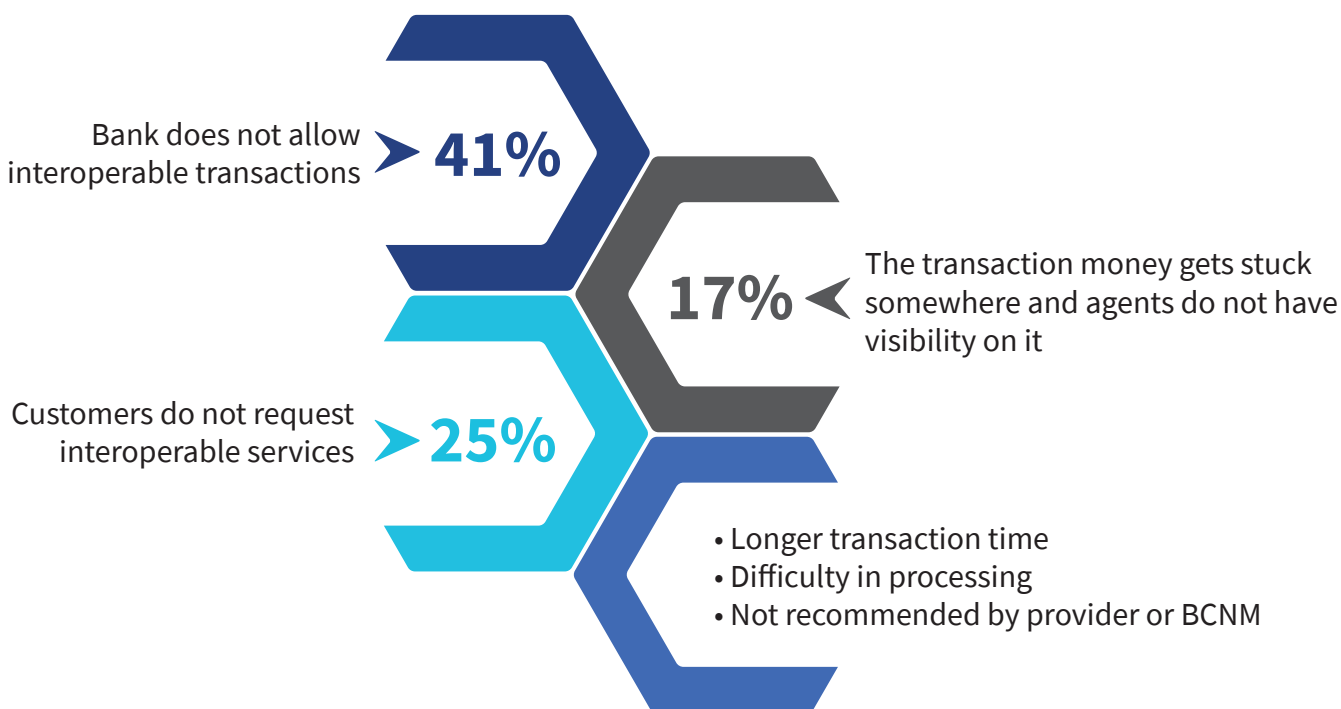 Bank does not allow
interoperable transactions
41%
17%
The transaction money gets stuck
somewhere and agents do not have
visibility on it
Customers do not request
interoperable services
25%
• Longer transaction time
• Difficulty in processing
• Not recommended by provider or BCNM